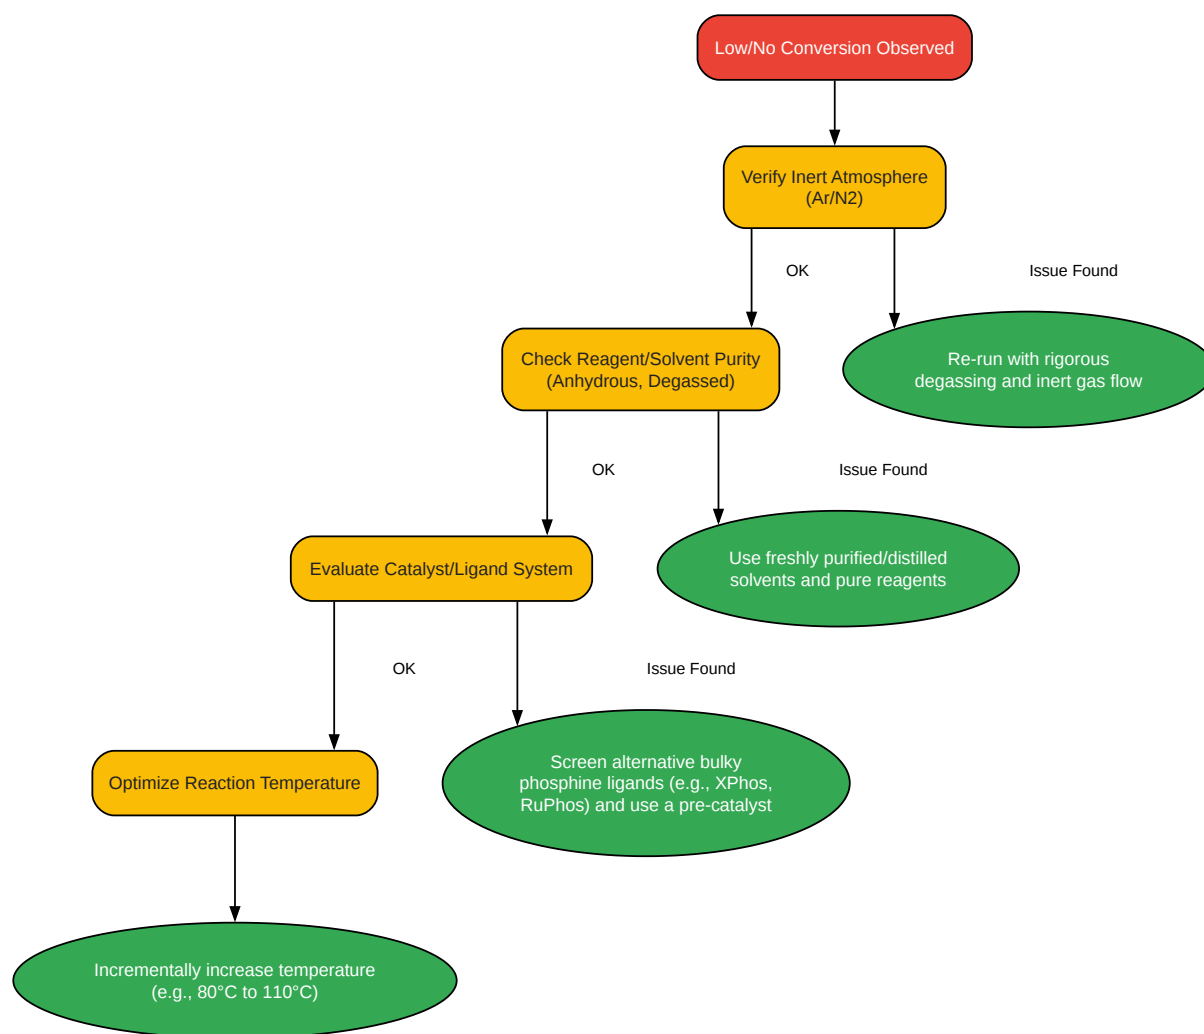 Low/No Conversion Observed
Verify Inert Atmosphere
(Ar/N2)
OK
Issue Found
Check Reagent/Solvent Purity
(Anhydrous, Degassed)
Re-run with rigorous
degassing and inert gas flow
OK
Issue Found
Evaluate Catalyst/Ligand System
Use freshly purified/distilled
solvents and pure reagents
OK
Issue Found
Optimize Reaction Temperature
Screen alternative bulky
phosphine ligands (e.g., XPhos,
RuPhos) and use a pre-catalyst
Incrementally increase temperature
(e.g., 80°C to 110°C)